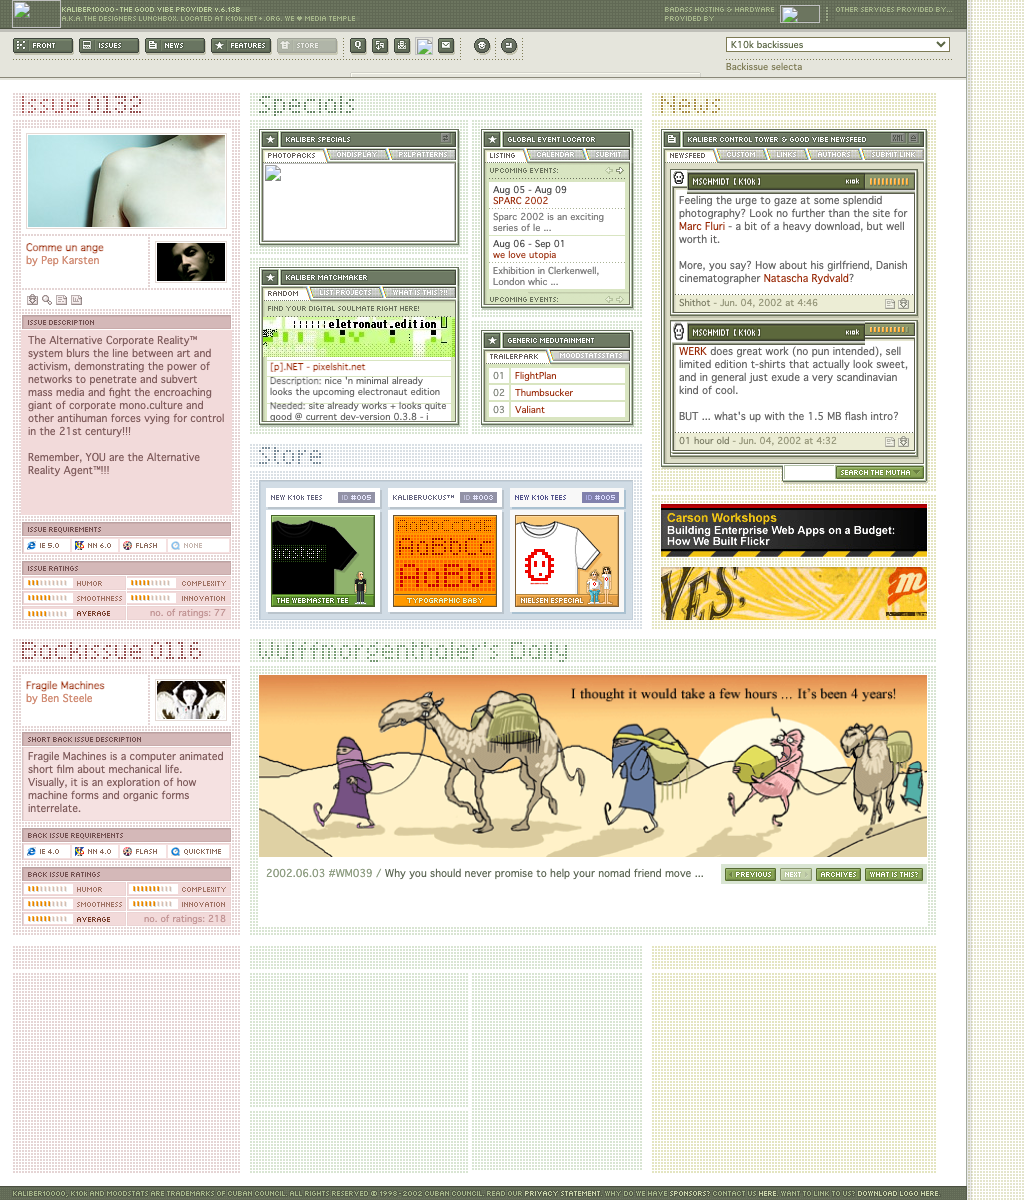 KALIBER10000 - THE GOOD VIBE PROVIDER V.6.13B
A.K.A. THE DESIGNERS LUNCHBOX. LOCATED AT K10K.NET + .ORG. WE ♥ MEDIA TEMPLE
BADASS HOSTING & HARDWARE PROVIDED BY
OTHER SERVICES PROVIDED BY...
FRONT
ISSUES
NEWS
FEATURES
STORE
K10k backissues
Backissue selecta
Issue 0132
Comme un ange
by Pep Karsten
ISSUE DESCRIPTION
The Alternative Corporate Reality™
system blurs the line between art and
activism, demonstrating the power of
networks to penetrate and subvert
mass media and fight the encroaching
giant of corporate mono.culture and
other antihuman forces vying for control
in the 21st century!!!
Remember, YOU are the Alternative
Reality Agent™!!!
ISSUE REQUIREMENTS
IE 5.0
NN 6.0
FLASH
NONE
ISSUE RATINGS
HUMOR
COMPLEXITY
SMOOTHNESS
INNOVATION
AVERAGE
no. of ratings: 77
Specials
KALIBER SPECIALS
PHOTOPACKS
ONDISPLAY
PXLPATTERNS
KALIBER MATCHMAKER
RANDOM
LIST PROJECTS
WHAT IS THIS?!!
FIND YOUR DIGITAL SOULMATE RIGHT HERE!
eletronaut.edition
[p].NET - pixelshit.net
Description: nice 'n minimal already
looks the upcoming electronaut edition
Needed: site already works + looks quite
good @ current dev-version 0.3.8 - i
GLOBAL EVENT LOCATOR
LISTING
CALENDAR
SUBMIT
UPCOMING EVENTS:
Aug 05 - Aug 09
SPARC 2002
Sparc 2002 is an exciting
series of le ...
Aug 06 - Sep 01
we love utopia
Exhibition in Clerkenwell,
London whic ...
UPCOMING EVENTS:
GENERIC MEDUTAINMENT
TRAILERPARK
MOODSTATSSTATS
01 FlightPlan
02 Thumbsucker
03 Valiant
News
KALIBER CONTROL TOWER & GOOD VIBE NEWSFEED
XML
NEWSFEED
CUSTOM
LINKS
AUTHORS
SUBMIT LINK
MSCHMIDT [ K10K ]
K10K
Feeling the urge to gaze at some splendid
photography? Look no further than the site for
Marc Fluri - a bit of a heavy download, but well
worth it.
More, you say? How about his girlfriend, Danish
cinematographer Natascha Rydvald?
Shithot - Jun. 04, 2002 at 4:46
MSCHMIDT [ K10K ]
K10K
WERK does great work (no pun intended), sell
limited edition t-shirts that actually look sweet,
and in general just exude a very scandinavian
kind of cool.
BUT ... what's up with the 1.5 MB flash intro?
01 hour old - Jun. 04, 2002 at 4:32
SEARCH THE MUTHA
Store
NEW K10K TEES
ID #005
KALIBERUCKUS™
ID #003
NEW K10K TEES
ID #005
THE WEBMASTER TEE
AaBbCcDdE
AaBbCc
AaBb
TYPOGRAPHIC BABY
NIELSEN ESPECIAL
Carson Workshops
Building Enterprise Web Apps on a Budget:
How We Built Flickr
YES,
m
Backissue 0116
Fragile Machines
by Ben Steele
SHORT BACK ISSUE DESCRIPTION
Fragile Machines is a computer animated
short film about mechanical life.
Visually, it is an exploration of how
machine forms and organic forms
interrelate.
BACK ISSUE REQUIREMENTS
IE 4.0
NN 4.0
FLASH
QUICKTIME
BACK ISSUE RATINGS
HUMOR
COMPLEXITY
SMOOTHNESS
INNOVATION
AVERAGE
no. of ratings: 218
Wulffmorgenthaler's Daily
I thought it would take a few hours ... It's been 4 years!
2002.06.03 #WM039 / Why you should never promise to help your nomad friend move ...
PREVIOUS
NEXT
ARCHIVES
WHAT IS THIS?
KALIBER10000, K10K AND MOODSTATS ARE TRADEMARKS OF CUBAN COUNCIL. ALL RIGHTS RESERVED © 1998 - 2002 CUBAN COUNCIL. READ OUR PRIVACY STATEMENT. WHY DO WE HAVE SPONSORS? CONTACT US HERE. WANT TO LINK TO US? DOWNLOAD LOGO HERE.